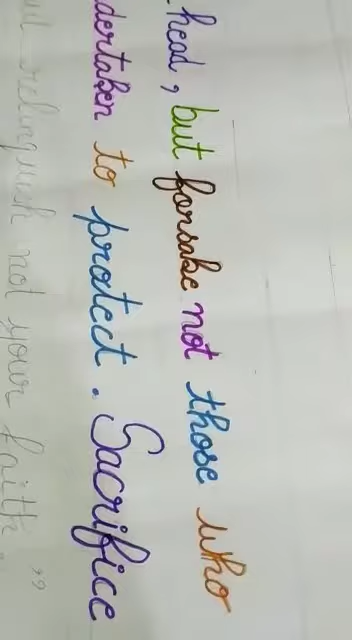 head, but forsake not those who
dertaken to protect. Sacrifice
relinquish not your faith."